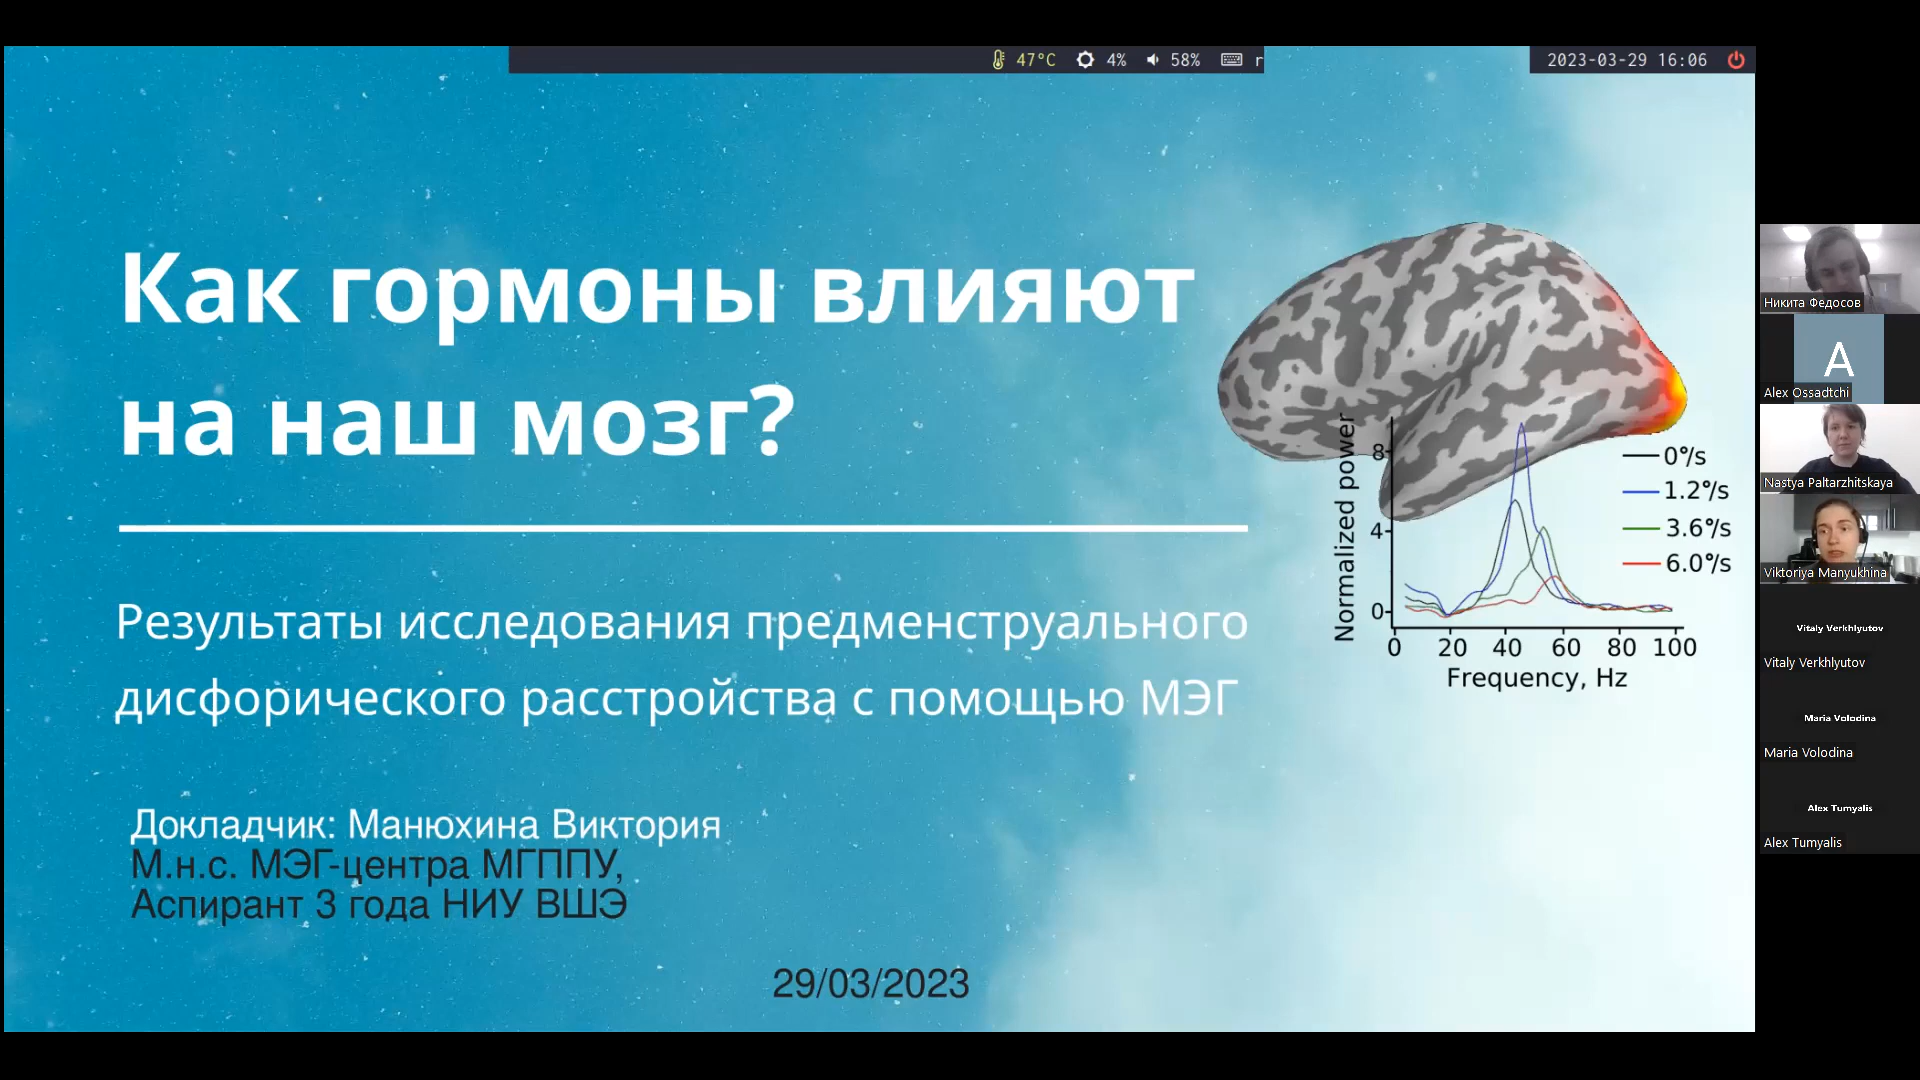 47°C 4% 58% r
2023-03-29 16:06
Как гормоны влияют
на наш мозг?
Результаты исследования предменструального
дисфорического расстройства с помощью МЭГ
Докладчик: Манюхина Виктория
М.н.с. МЭГ-центра МГППУ,
Аспирант 3 года НИУ ВШЭ
29/03/2023
Normalized power
8
4
0
0 20 40 60 80 100
Frequency, Hz
0°/s
1.2°/s
3.6°/s
6.0°/s
Никита Федосов
A
Alex Ossadtchi
Nastya Paltarzhitskaya
Viktoriya Manyukhina
Vitaly Verkhlyutov
Vitaly Verkhlyutov
Maria Volodina
Maria Volodina
Alex Tumyalis
Alex Tumyalis